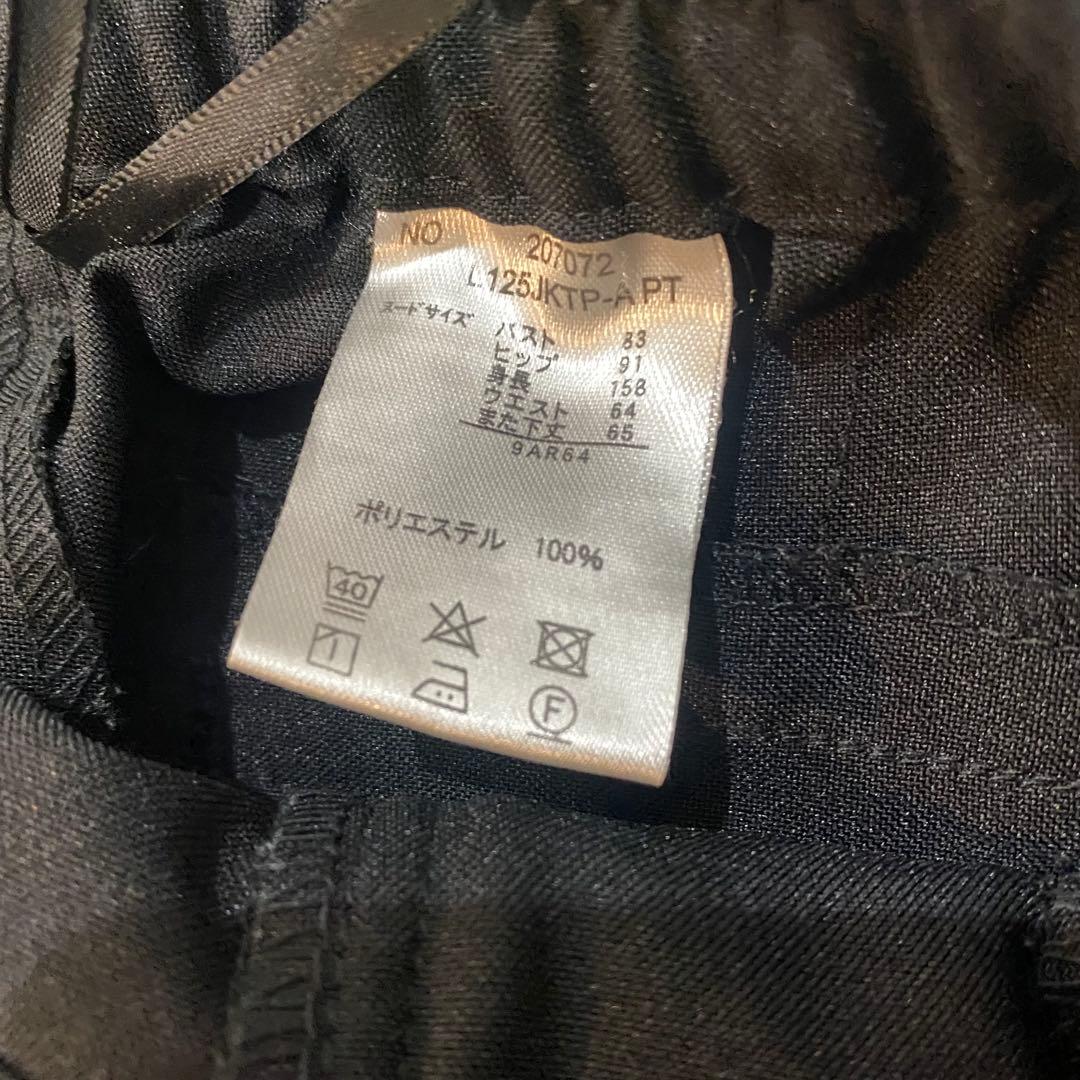 NO 207072
L125JKTP-A PT
ヌードサイズ バスト 83
ヒップ 91
身長 158
ウエスト 64
また下丈 65
9AR64
ポリエステル 100%
40
F